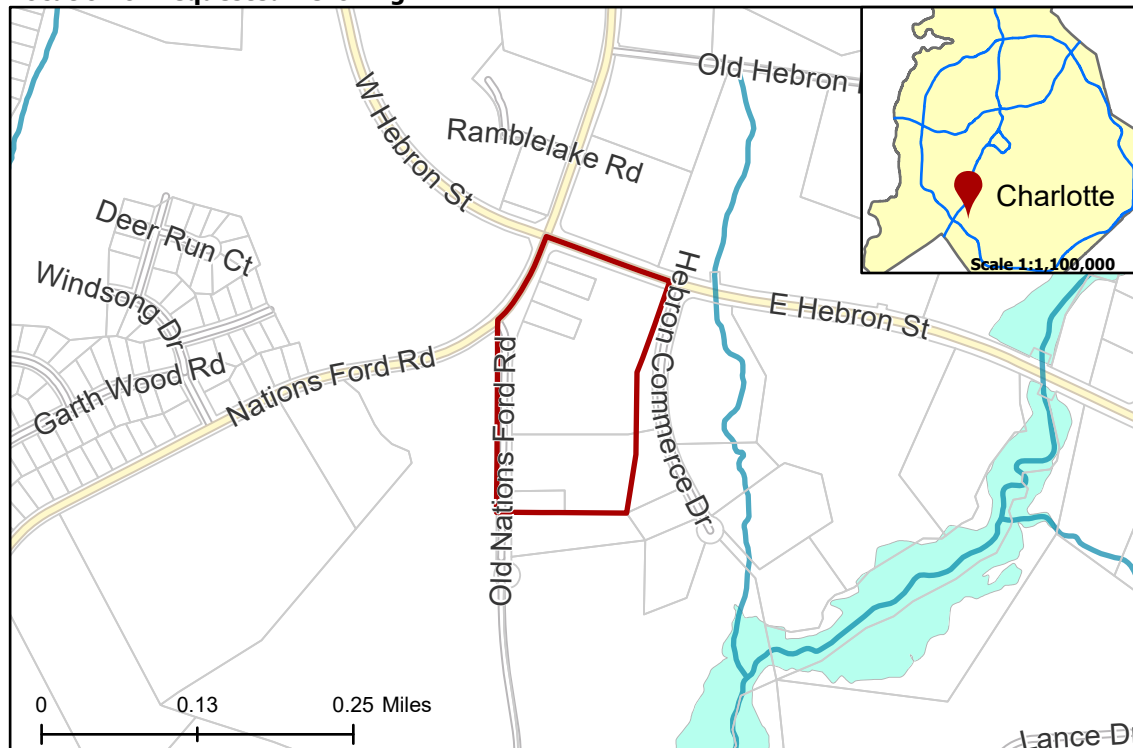 Old Hebron
W Hebron St
Ramblelake Rd
Charlotte
Scale 1:1,100,000
Deer Run Ct
Windsong Dr
Garth Wood Rd
Nations Ford Rd
Old Nations Ford Rd
Hebron Commerce Dr
E Hebron St
0 0.13 0.25 Miles
Lance Dr